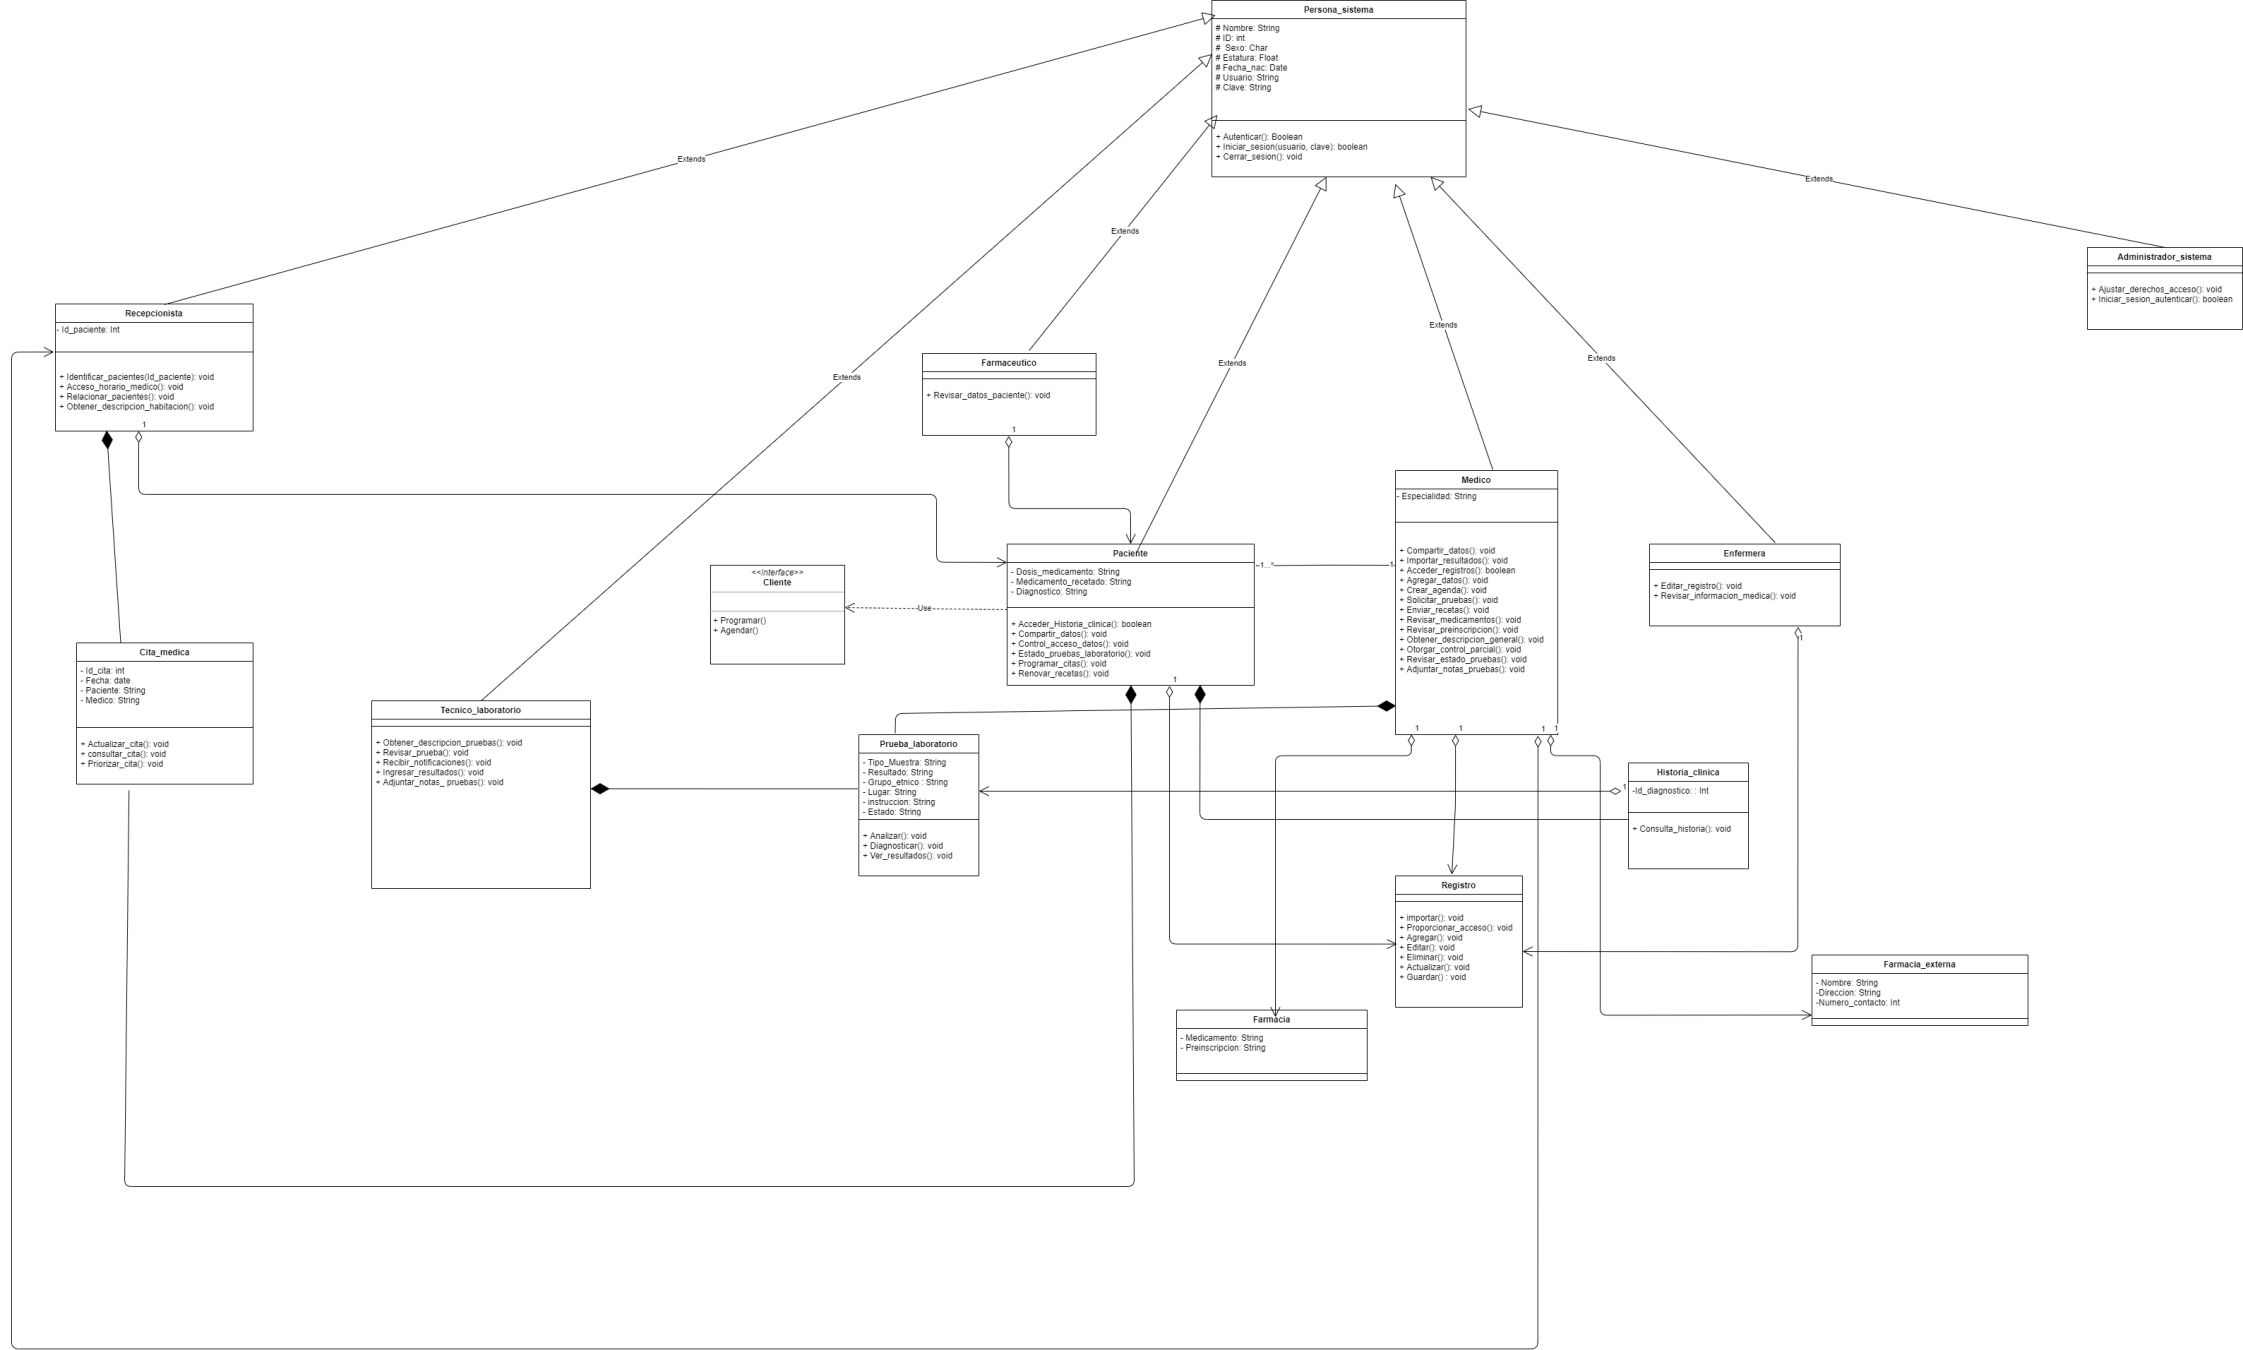 Persona_sistema
# Nombre: String
# ID: int
#  Sexo: Char
# Estatura: Float
# Fecha_nac: Date
# Usuario: String
# Clave: String
+ Autenticar(): Boolean
+ Iniciar_sesion(usuario, clave): boolean
+ Cerrar_sesion(): void
Extends
Extends
Extends
Extends
Extends
Extends
Extends
Administrador_sistema
+ Ajustar_derechos_acceso(): void
+ Iniciar_sesion_autenticar(): boolean
Recepcionista
- Id_paciente: Int
+ Identificar_pacientes(Id_paciente): void
+ Acceso_horario_medico(): void
+ Relacionar_pacientes(): void
+ Obtener_descripcion_habitacion(): void
1
Farmaceutico
+ Revisar_datos_paciente(): void
1
Medico
- Especialidad: String
+ Compartir_datos(): void
+ Importar_resultados(): void
+ Acceder_registros(): boolean
+ Agregar_datos(): void
+ Crear_agenda(): void
+ Solicitar_pruebas(): void
+ Enviar_recetas(): void
+ Revisar_medicamentos(): void
+ Revisar_preinscripcion(): void
+ Obtener_descripcion_general(): void
+ Otorgar_control_parcial(): void
+ Revisar_estado_pruebas(): void
+ Adjuntar_notas_pruebas(): void
1
1
1
1
Paciente
- Dosis_medicamento: String
- Medicamento_recetado: String
- Diagnostico: String
+ Acceder_Historia_clinica(): boolean
+ Compartir_datos(): void
+ Control_acceso_datos(): void
+ Estado_pruebas_laboratorio(): void
+ Programar_citas(): void
+ Renovar_recetas(): void
1
1...*
1
Enfermera
+ Editar_registro(): void
+ Revisar_informacion_medica(): void
1
<<interface>>
Cliente
+ Programar()
+ Agendar()
Use
Cita_medica
- Id_cita: int
- Fecha: date
- Paciente: String
- Medico: String
+ Actualizar_cita(): void
+ consultar_cita(): void
+ Priorizar_cita(): void
Tecnico_laboratorio
+ Obtener_descripcion_pruebas(): void
+ Revisar_prueba(): void
+ Recibir_notificaciones(): void
+ Ingresar_resultados(): void
+ Adjuntar_notas_ pruebas(): void
Prueba_laboratorio
- Tipo_Muestra: String
- Resultado: String
- Grupo_etnico : String
- Lugar: String
- instruccion: String
- Estado: String
+ Analizar(): void
+ Diagnosticar(): void
+ Ver_resultados(): void
Historia_clinica
-Id_diagnostico: : Int
+ Consulta_historia(): void
1
Registro
+ importar(): void
+ Proporcionar_acceso(): void
+ Agregar(): void
+ Editar(): void
+ Eliminar(): void
+ Actualizar(): void
+ Guardar() : void
Farmacia_externa
- Nombre: String
-Direccion: String
-Numero_contacto: Int
Farmacia
- Medicamento: String
- Preinscripcion: String